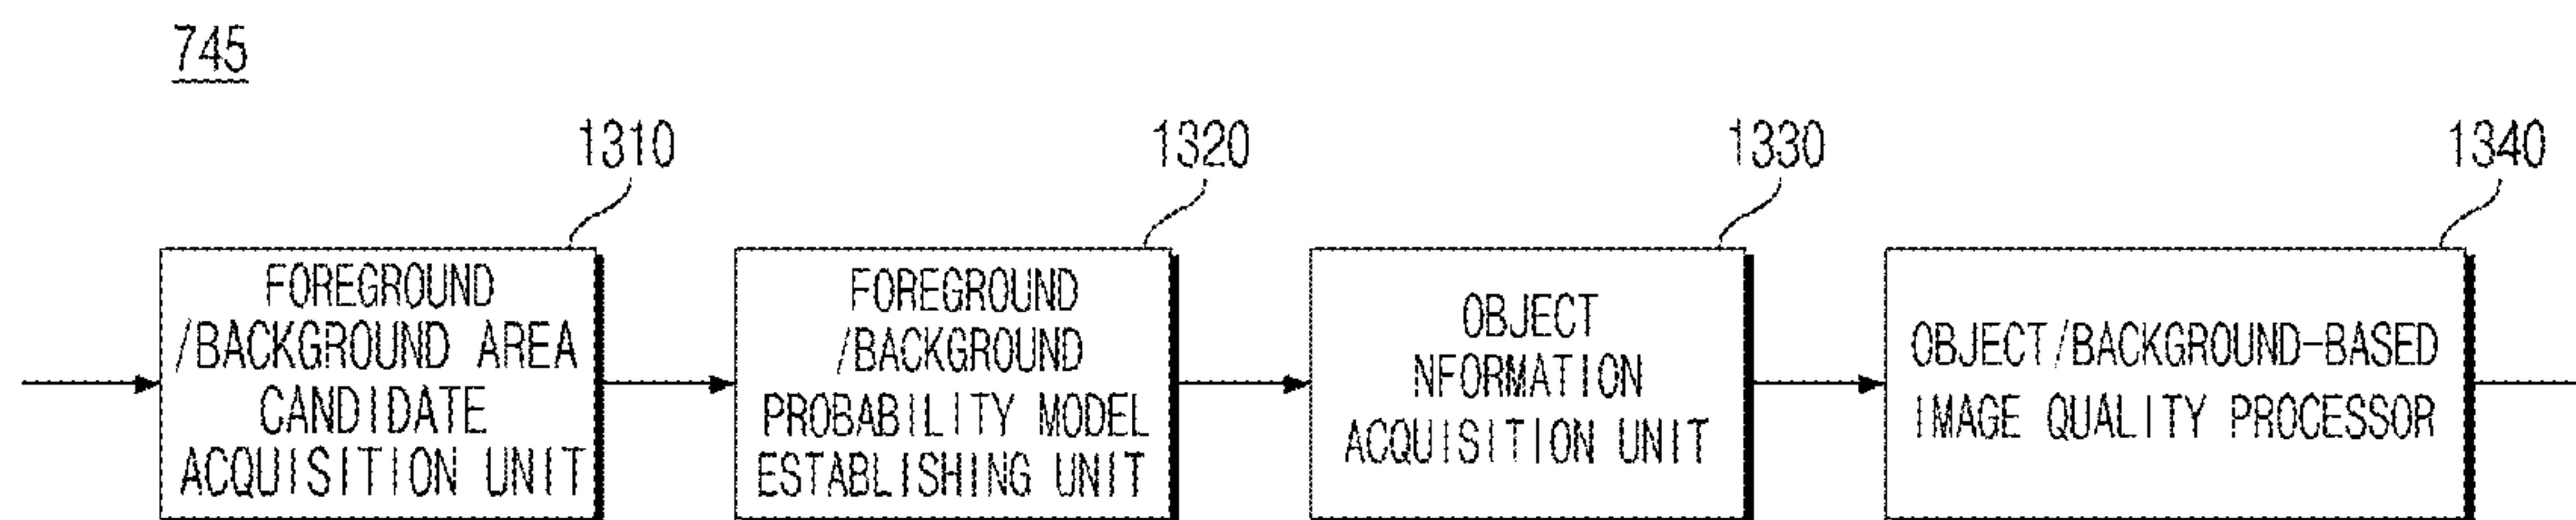 745
1310
1320
1330
1340
FOREGROUND
/BACKGROUND AREA
CANDIDATE
ACQUISITION UNIT
FOREGROUND
/BACKGROUND
PROBABILITY MODEL
ESTABLISHING UNIT
OBJECT
NFORMATION
ACQUISITION UNIT
OBJECT/BACKGROUND-BASED
IMAGE QUALITY PROCESSOR